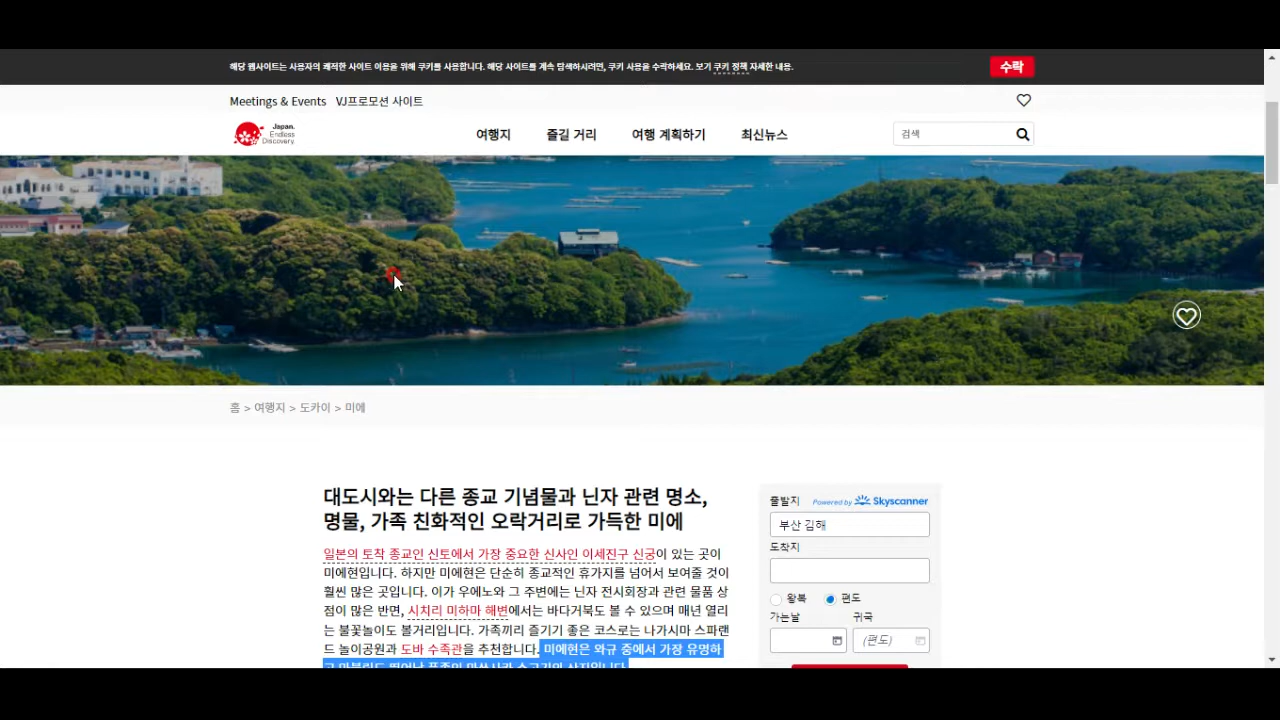 해당 웹사이트는 사용자의 쾌적한 사이트 이용을 위해 쿠키를 사용합니다. 해당 사이트를 계속 탐색하시려면, 쿠키 사용을 수락하세요. 보기 쿠키 정책 자세한 내용.
수락
Meetings & Events VJ프로모션 사이트
Japan.
Endless
Discovery.
여행지 즐길 거리 여행 계획하기 최신뉴스
검색
홈 > 여행지 > 도카이 > 미에
대도시와는 다른 종교 기념물과 닌자 관련 명소,
명물, 가족 친화적인 오락거리로 가득한 미에
일본의 토착 종교인 신토에서 가장 중요한 신사인 이세진구 신궁이 있는 곳이
미에현입니다. 하지만 미에현은 단순히 종교적인 휴가지를 넘어서 보여줄 것이
훨씬 많은 곳입니다. 이가 우에노와 그 주변에는 닌자 전시회장과 관련 물품 상
점이 많은 반면, 시치리 미하마 해변에서는 바다거북도 볼 수 있으며 매년 열리
는 불꽃놀이도 볼거리입니다. 가족끼리 즐기기 좋은 코스로는 나가시마 스파랜
드 놀이공원과 도바 수족관을 추천합니다. 미에현은 와규 중에서 가장 유명하
출발지 Powered by Skyscanner
부산 김해
도착지
왕복 편도
가는날 귀국
(편도)